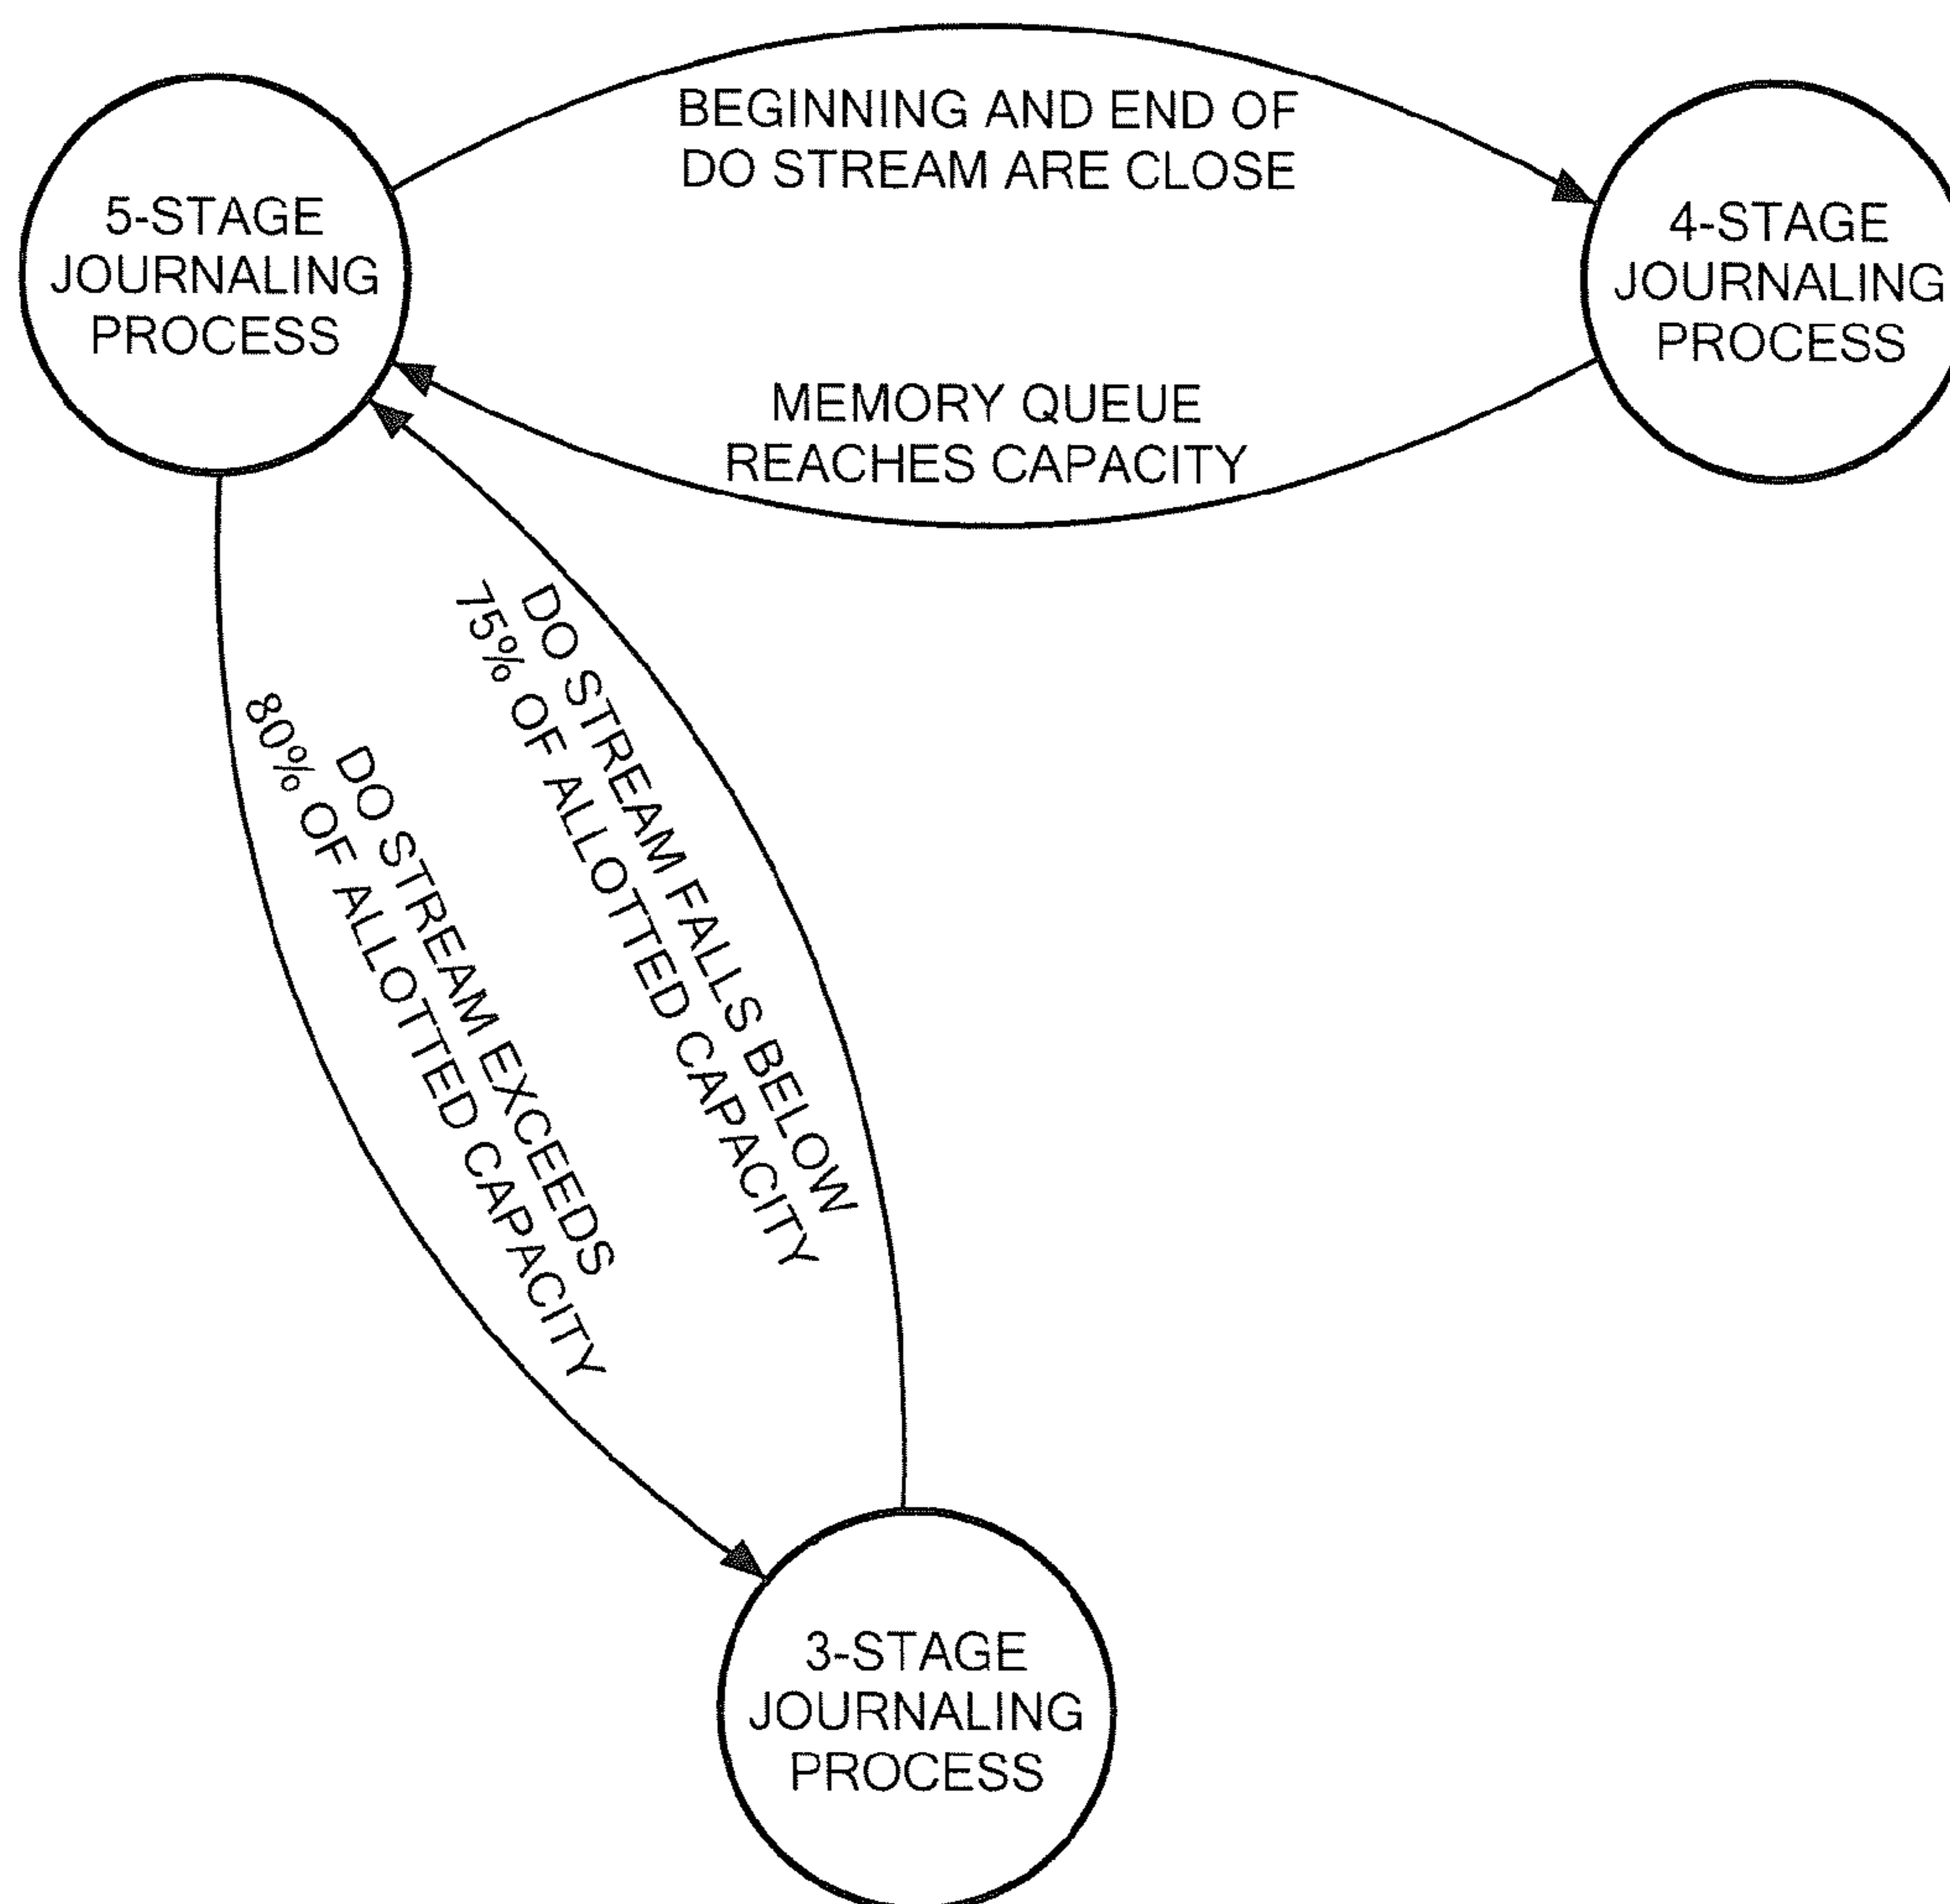 BEGINNING AND END OF
DO STREAM ARE CLOSE
5-STAGE
JOURNALING
PROCESS
4-STAGE
JOURNALING
PROCESS
MEMORY QUEUE
REACHES CAPACITY
DO STREAM FALLS BELOW
75% OF ALLOTTED CAPACITY
DO STREAM EXCEEDS
80% OF ALLOTTED CAPACITY
3-STAGE
JOURNALING
PROCESS